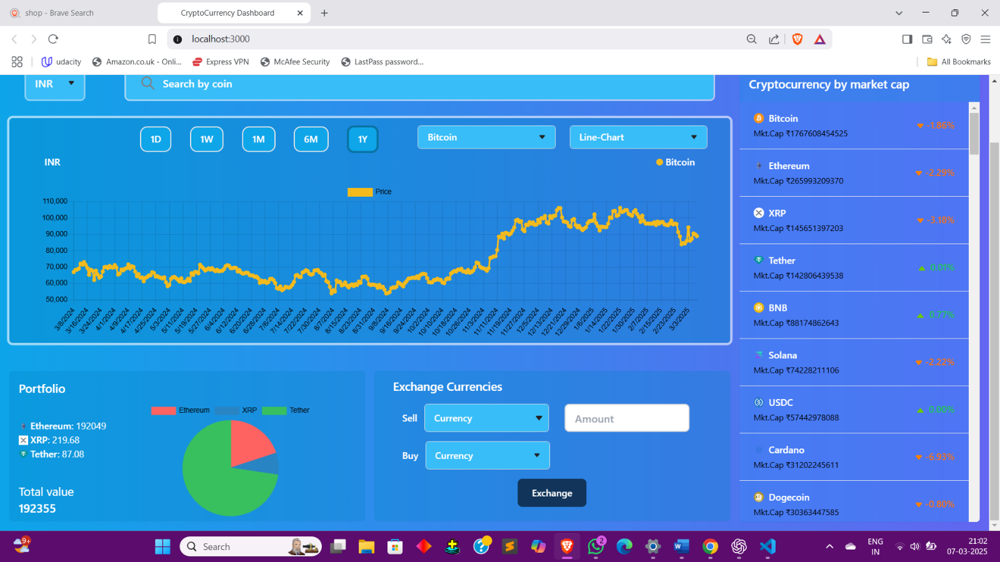 shop - Brave Search
CryptoCurrency Dashboard
localhost:3000
udacity
Amazon.co.uk - Onli...
Express VPN
McAfee Security
LastPass password...
All Bookmarks
INR
Search by coin
1D
1W
1M
6M
1Y
Bitcoin
Line-Chart
INR
Bitcoin
Price
110,000
100,000
90,000
80,000
70,000
60,000
50,000
3/8/2024
3/16/2024
3/24/2024
4/1/2024
4/9/2024
4/17/2024
4/25/2024
5/3/2024
5/11/2024
5/19/2024
5/27/2024
6/4/2024
6/12/2024
6/20/2024
6/28/2024
7/6/2024
7/14/2024
7/22/2024
7/30/2024
8/7/2024
8/15/2024
8/23/2024
8/31/2024
9/8/2024
9/16/2024
9/24/2024
10/2/2024
10/10/2024
10/18/2024
10/26/2024
11/3/2024
11/11/2024
11/19/2024
11/27/2024
12/5/2024
12/13/2024
12/21/2024
12/29/2024
1/6/2025
1/14/2025
1/22/2025
1/30/2025
2/7/2025
2/15/2025
2/23/2025
3/3/2025
Portfolio
Ethereum
XRP
Tether
Ethereum: 192049
XRP: 219.68
Tether: 87.08
Total value
192355
Exchange Currencies
Sell
Currency
Amount
Buy
Currency
Exchange
Cryptocurrency by market cap
Bitcoin
Mkt.Cap ₹1767608454525
-1.86%
Ethereum
Mkt.Cap ₹265993209370
-2.29%
XRP
Mkt.Cap ₹145651397203
-3.18%
Tether
Mkt.Cap ₹142806439538
0.01%
BNB
Mkt.Cap ₹88174862643
0.77%
Solana
Mkt.Cap ₹74228211106
-2.22%
USDC
Mkt.Cap ₹57442978088
0.00%
Cardano
Mkt.Cap ₹31202245611
-6.93%
Dogecoin
Mkt.Cap ₹30363447585
-0.80%
9+
Search
2
ENG
IN
21:02
07-03-2025